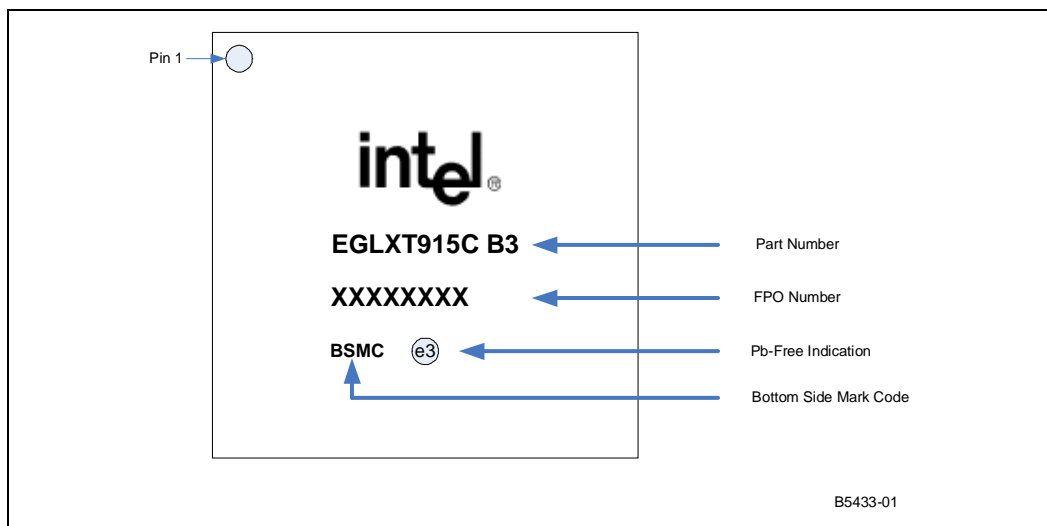 Pin 1
intel®
EGLXT915C B3
Part Number
XXXXXXXX
FPO Number
BSMC
e3
Pb-Free Indication
Bottom Side Mark Code
B5433-01